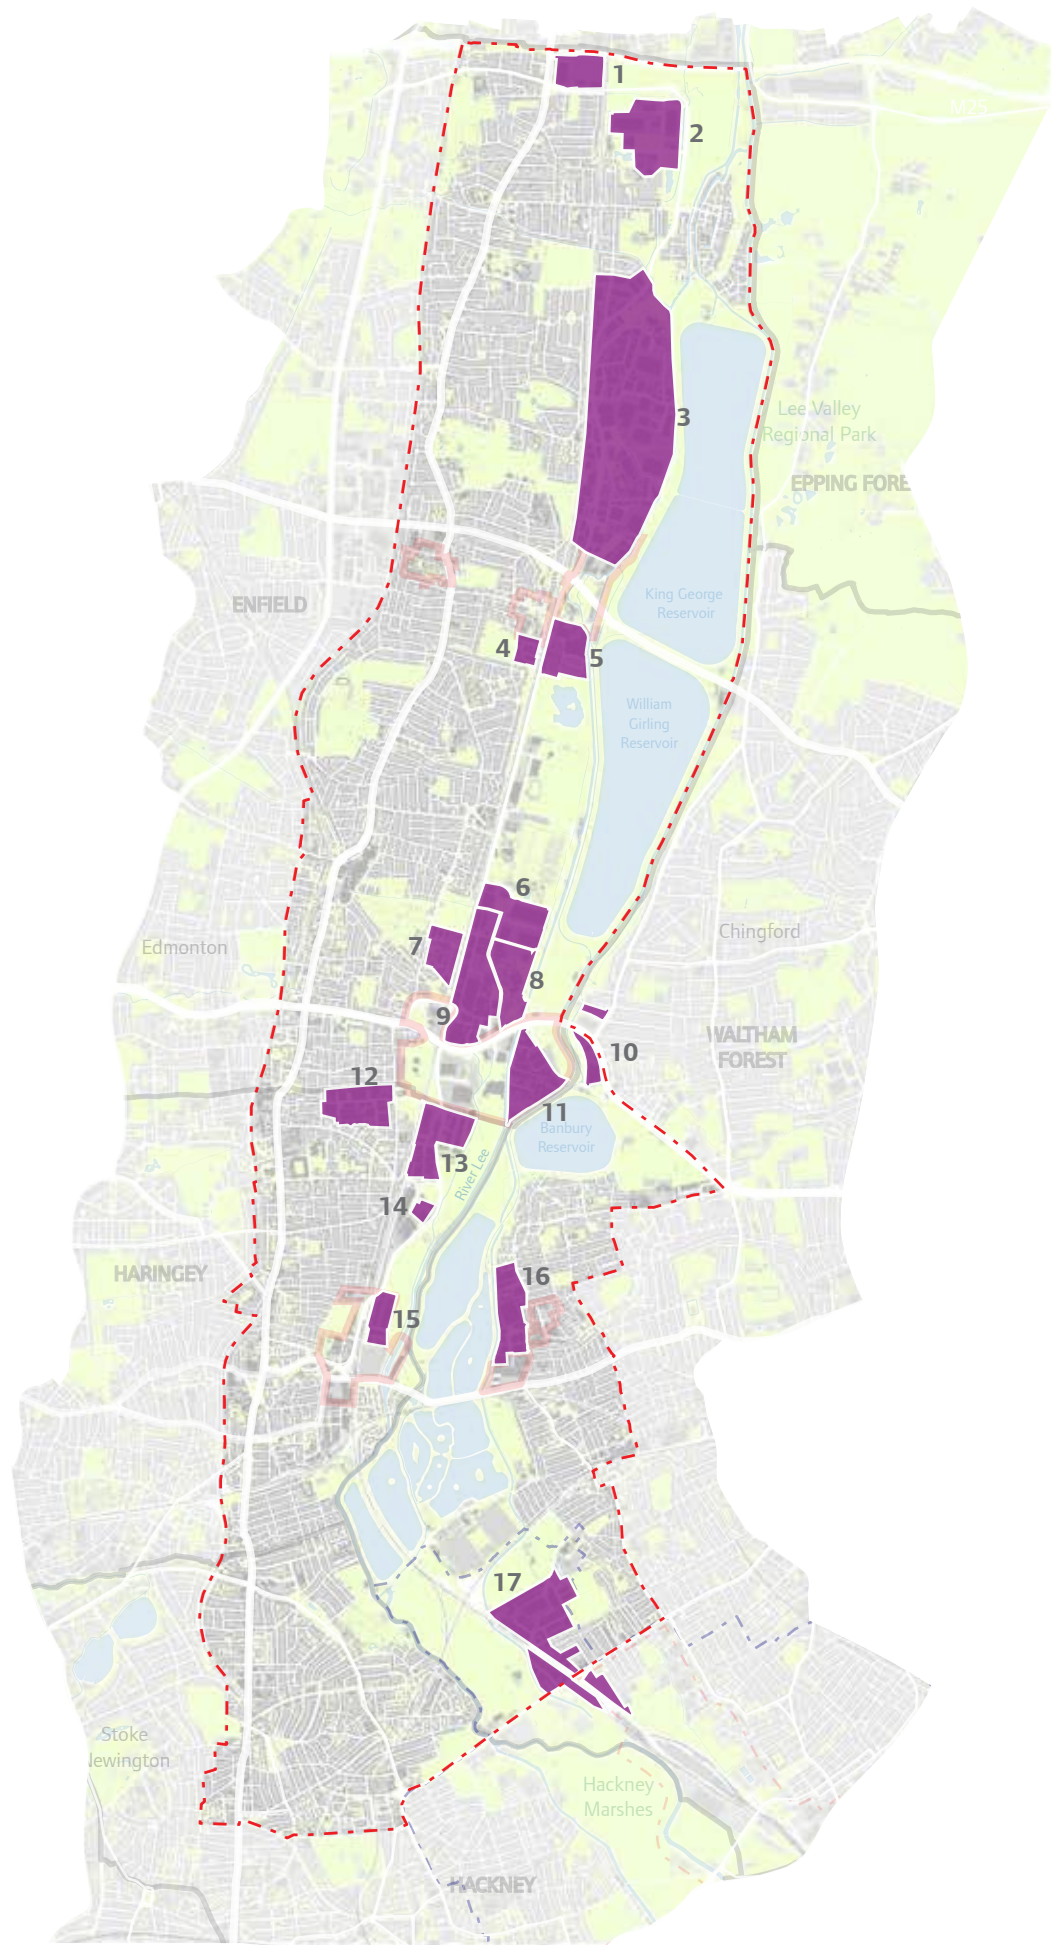 1
2
M25
3
Lee Valley
Regional Park
EPPING FORE
King George
Reservoir
ENFIELD
4
5
William
Girling
Reservoir
6
Chingford
7
Edmonton
8
9
WALTHAM
FOREST
10
12
11
Banbury
Reservoir
13
River Lee
14
HARINGEY
16
15
17
Stoke
Newington
Hackney
Marshes
HACKNEY